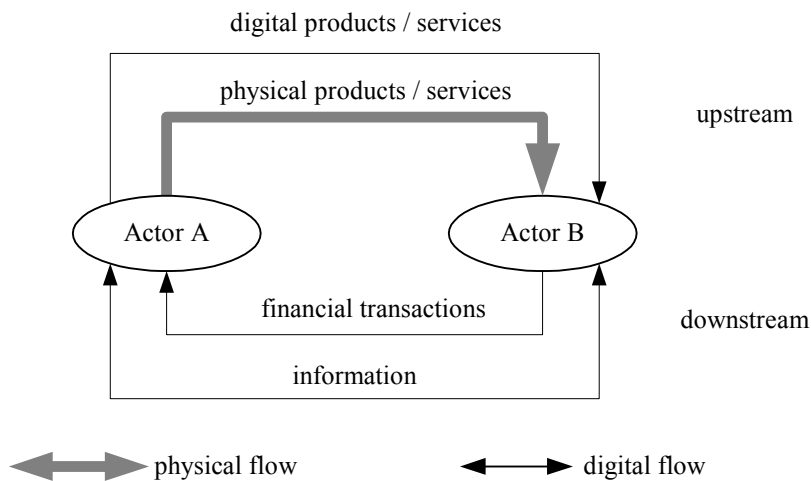 digital products / services
physical products / services
upstream
Actor A
Actor B
financial transactions
downstream
information
physical flow
digital flow